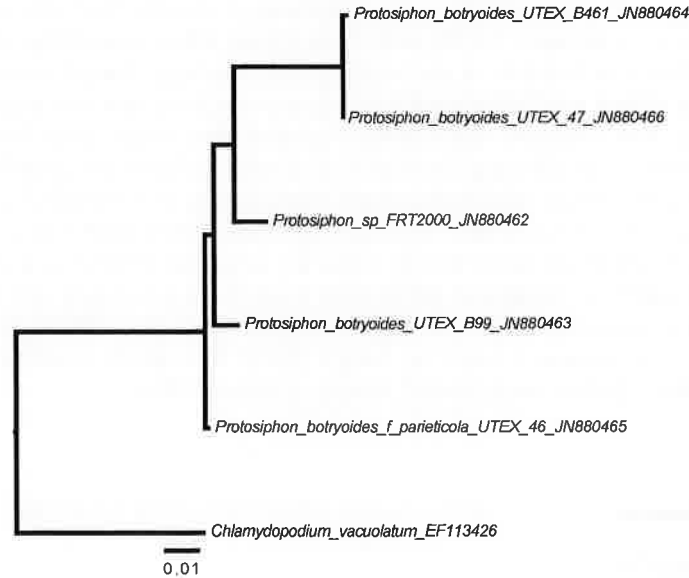 Protosiphon_botryoides_UTEX_B461_JN880464
Protosiphon_botryoides_UTEX_47_JN880466
Protosiphon_sp_FRT2000_JN880462
Protosiphon_botryoides_UTEX_B99_JN880463
Protosiphon_botryoides_f_parieticola_UTEX_46_JN880465
Chlamydopodium_vacuolatum_EF113426
0.01